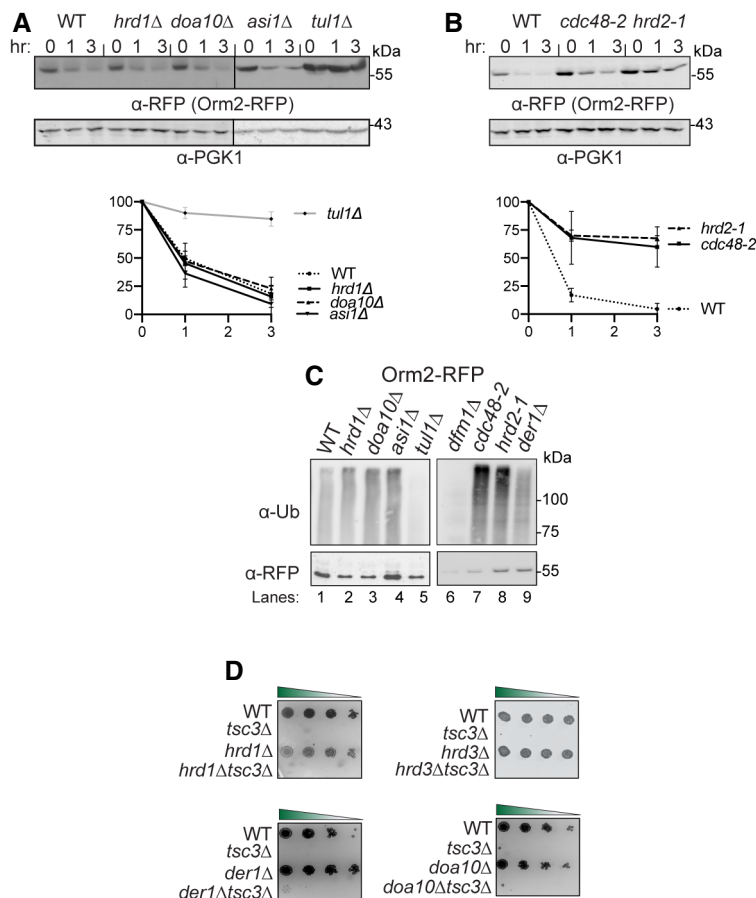 A
WT hrd1Δ doa10Δ asi1Δ tul1Δ
hr: 0 1 3 0 1 3 0 1 3 0 1 3 0 1 3 kDa
-55
α-RFP (Orm2-RFP)
-43
α-PGK1
100
75
50
25
0
0 1 2 3
tul1Δ
WT
hrd1Δ
doa10Δ
asi1Δ
B
WT cdc48-2 hrd2-1
hr: 0 1 3 0 1 3 0 1 3 kDa
-55
α-RFP (Orm2-RFP)
-43
α-PGK1
100
75
50
25
0
0 1 2 3
hrd2-1
cdc48-2
WT
C
Orm2-RFP
WT hrd1Δ doa10Δ asi1Δ tul1Δ dfm1Δ cdc48-2 hrd2-1 der1Δ
kDa
α-Ub
-100
-75
α-RFP
-55
Lanes: 1 2 3 4 5 6 7 8 9
D
WT
tsc3Δ
hrd1Δ
hrd1Δtsc3Δ
WT
tsc3Δ
hrd3Δ
hrd3Δtsc3Δ
WT
tsc3Δ
der1Δ
der1Δtsc3Δ
WT
tsc3Δ
doa10Δ
doa10Δtsc3Δ